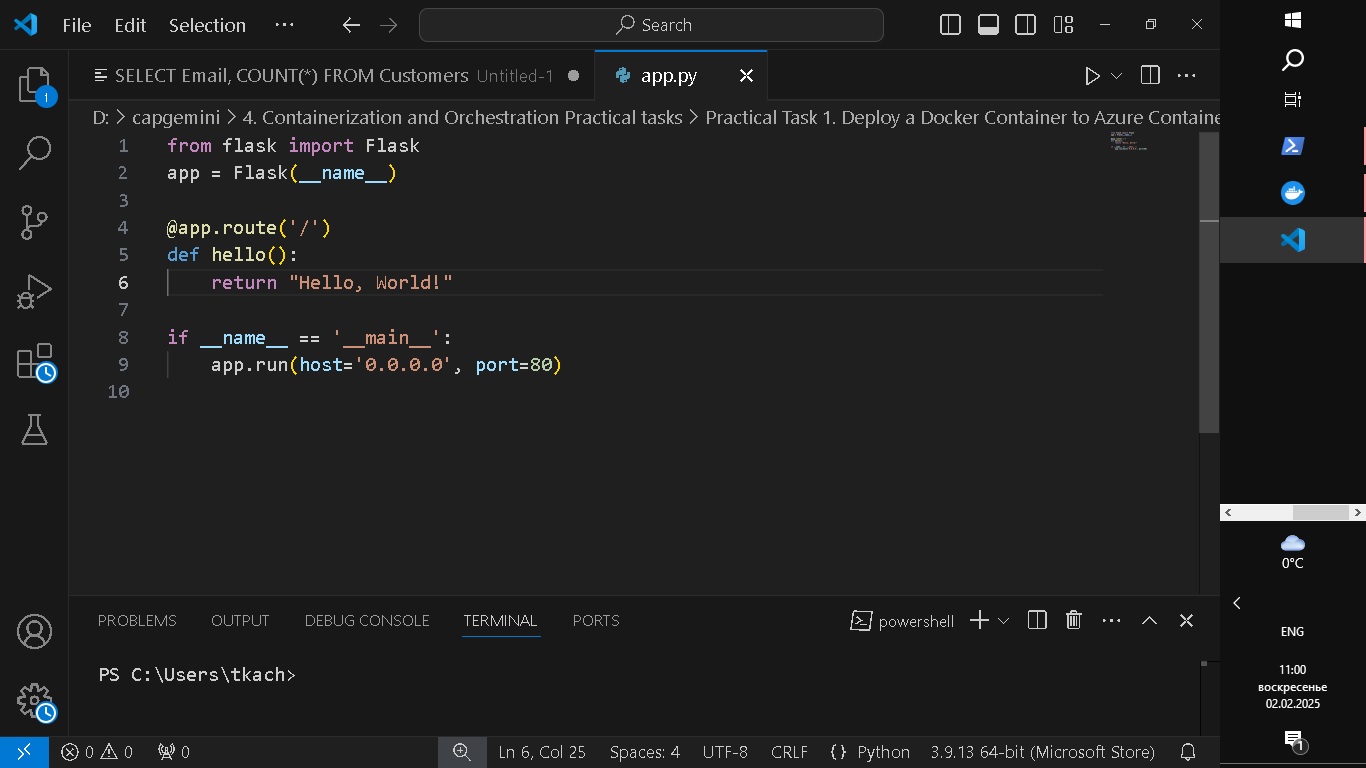 File Edit Selection ··· Search
SELECT Email, COUNT(*) FROM Customers Untitled-1 app.py
D: > capgemini > 4. Containerization and Orchestration Practical tasks > Practical Task 1. Deploy a Docker Container to Azure Containe
1 from flask import Flask
2 app = Flask(__name__)
3
4 @app.route('/')
5 def hello():
6     return "Hello, World!"
7
8 if __name__ == '__main__':
9     app.run(host='0.0.0.0', port=80)
10
PROBLEMS OUTPUT DEBUG CONSOLE TERMINAL PORTS powershell
PS C:\Users\tkach>
0 0 0 Ln 6, Col 25 Spaces: 4 UTF-8 CRLF {} Python 3.9.13 64-bit (Microsoft Store)
1
0°C
ENG
11:00
воскресенье
02.02.2025
1